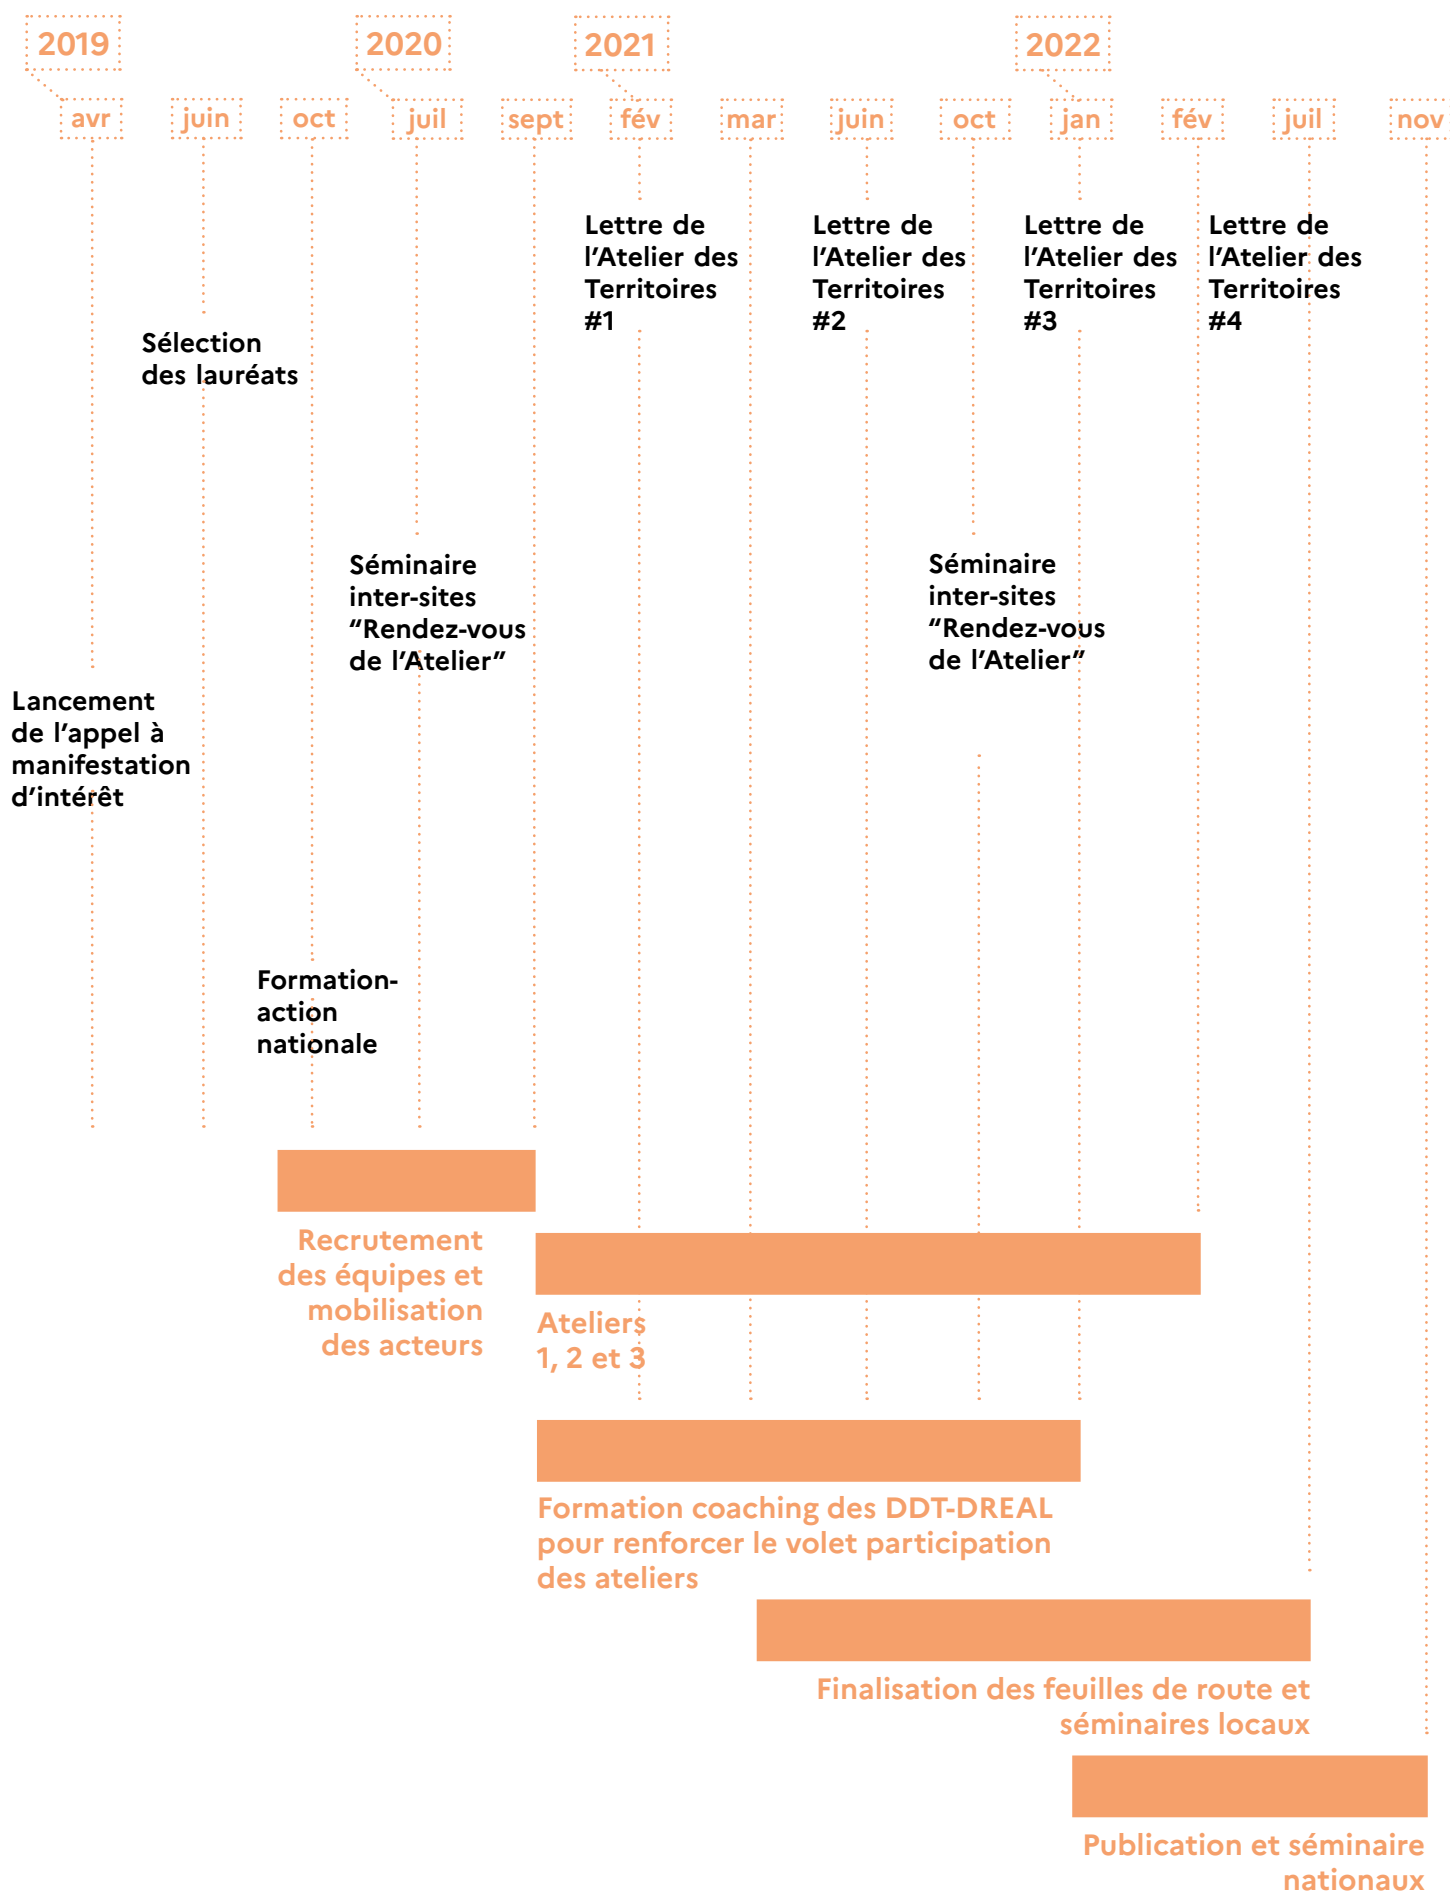 2019
2020
2021
2022
avr
juin
oct
juil
sept
fév
mar
juin
oct
jan
fév
juil
nov
Lettre de
l’Atelier des
Territoires
#1
Lettre de
l’Atelier des
Territoires
#2
Lettre de
l’Atelier des
Territoires
#3
Lettre de
l’Atelier des
Territoires
#4
Sélection
des lauréats
Séminaire
inter-sites
“Rendez-vous
de l’Atelier”
Séminaire
inter-sites
“Rendez-vous
de l’Atelier”
Lancement
de l’appel à
manifestation
d’intérêt
Formation-
action
nationale
Recrutement
des équipes et
mobilisation
des acteurs
Ateliers
1, 2 et 3
Formation coaching des DDT-DREAL
pour renforcer le volet participation
des ateliers
Finalisation des feuilles de route et
séminaires locaux
Publication et séminaire
nationaux